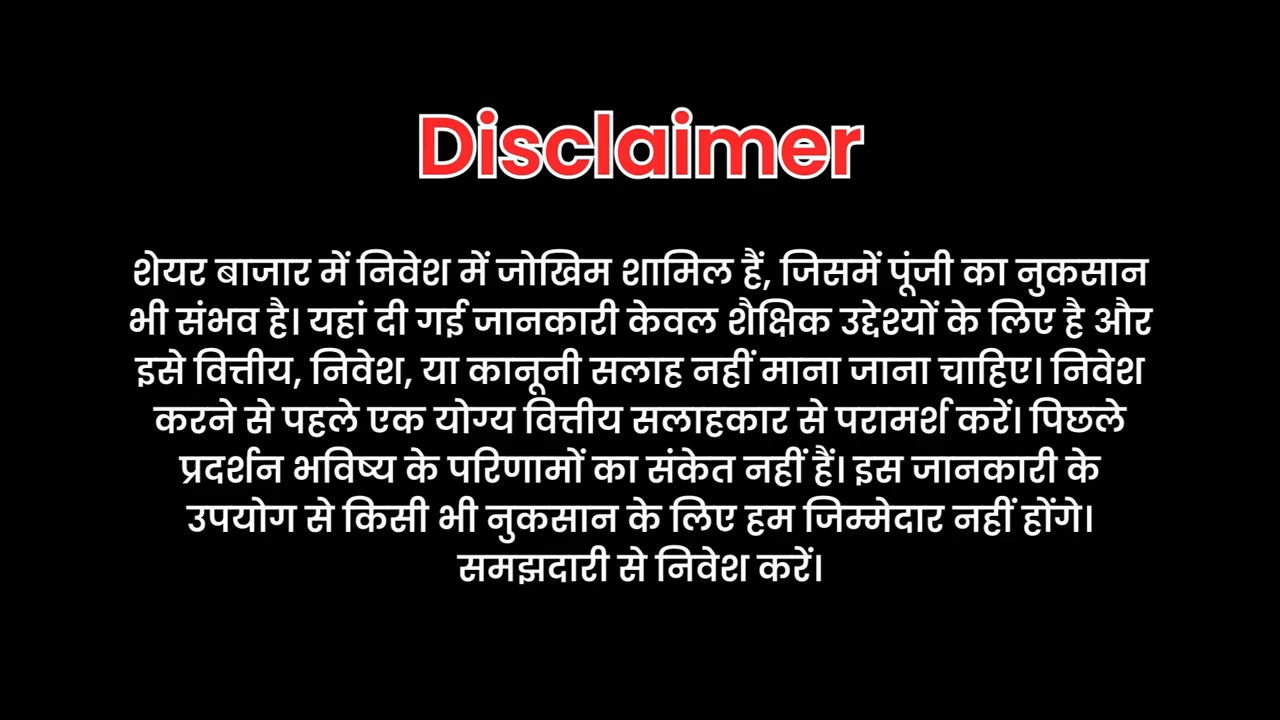 Disclaimer
शेयर बाजार में निवेश में जोखिम शामिल हैं, जिसमें पूंजी का नुकसान
भी संभव है। यहां दी गई जानकारी केवल शैक्षिक उद्देश्यों के लिए है और
इसे वित्तीय, निवेश, या कानूनी सलाह नहीं माना जाना चाहिए। निवेश
करने से पहले एक योग्य वित्तीय सलाहकार से परामर्श करें। पिछले
प्रदर्शन भविष्य के परिणामों का संकेत नहीं हैं। इस जानकारी के
उपयोग से किसी भी नुकसान के लिए हम जिम्मेदार नहीं होंगे।
समझदारी से निवेश करें।